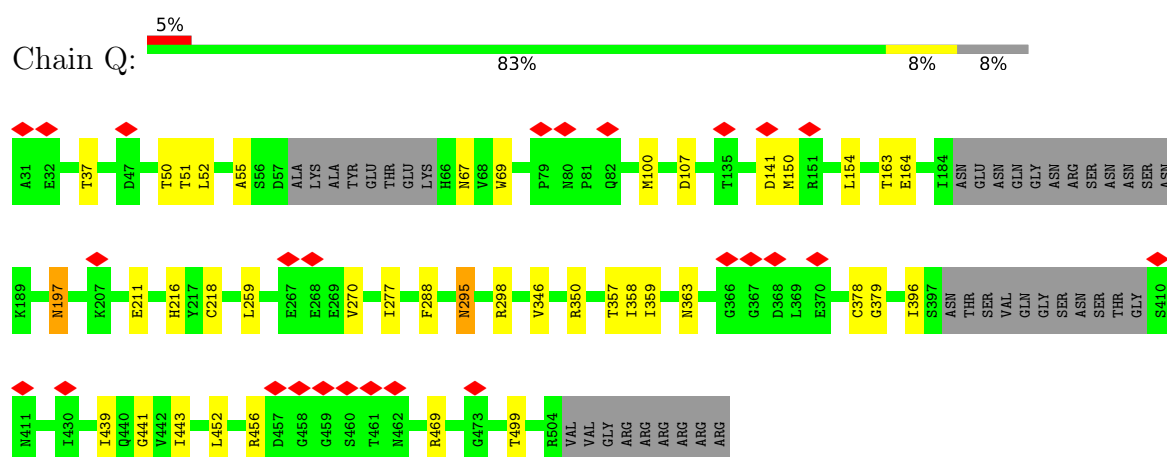 5%
Chain Q:
83% 8% 8%
A31 E32 T37 D47 T50 T51 L52 A55 S56 D57 ALA LYS ALA TYR GLU THR GLU LYS H66 N67 V68 W69 P79 N80 P81 Q82 M100 D107 T135 D141 M150 R151 L154 T163 E164 I184 ASN GLU ASN GLN GLY ASN ARG SER ASN ASN SER ASN
K189 N197 K207 E211 H216 Y217 C218 L259 E267 E268 E269 V270 I277 F288 N295 R298 V346 R350 T357 I358 I359 N363 G366 G367 D368 L369 E370 C378 G379 I396 S397 ASN THR SER VAL GLN GLY SER ASN SER THR GLY S410
N411 I430 I439 Q440 G441 V442 I443 L452 R456 D457 G458 G459 S460 T461 N462 R469 G473 T499 R504 VAL VAL GLY ARG ARG ARG ARG ARG ARG